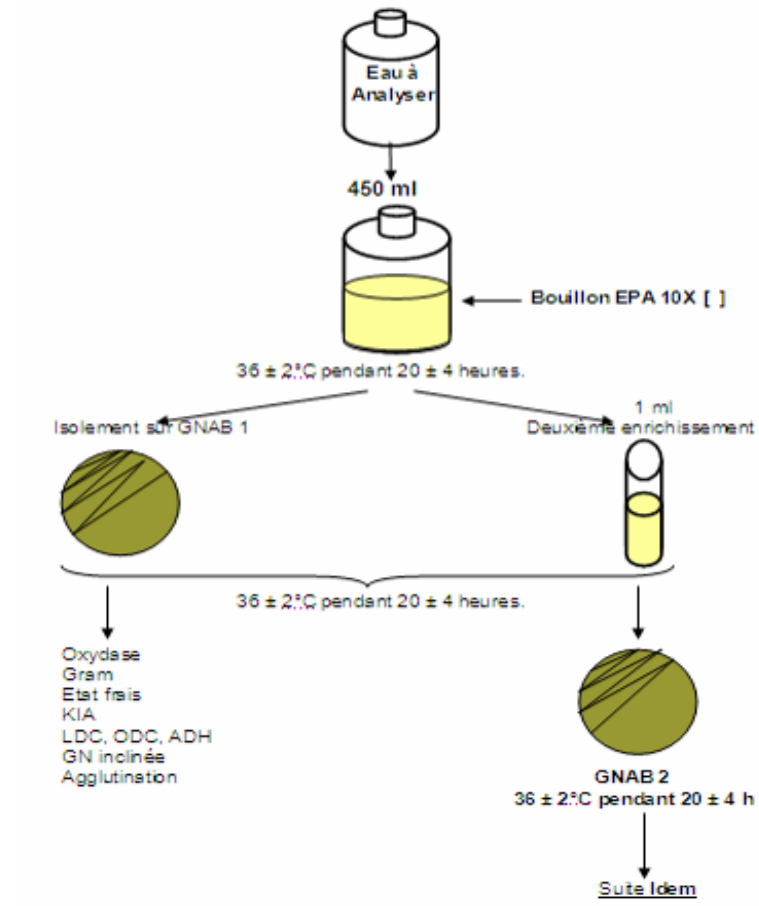 Eau à
Analyser
450 ml
Bouillon EPA 10X [ ]
36 ± 2°C pendant 20 ± 4 heures.
Isolement sur GNAB 1
1 ml
Deuxième enrichissement
36 ± 2°C pendant 20 ± 4 heures.
Oxydase
Gram
Etat frais
KIA
LDC, ODC, ADH
GN inclinée
Agglutination
GNAB 2
36 ± 2°C pendant 20 ± 4 h
Suite Idem